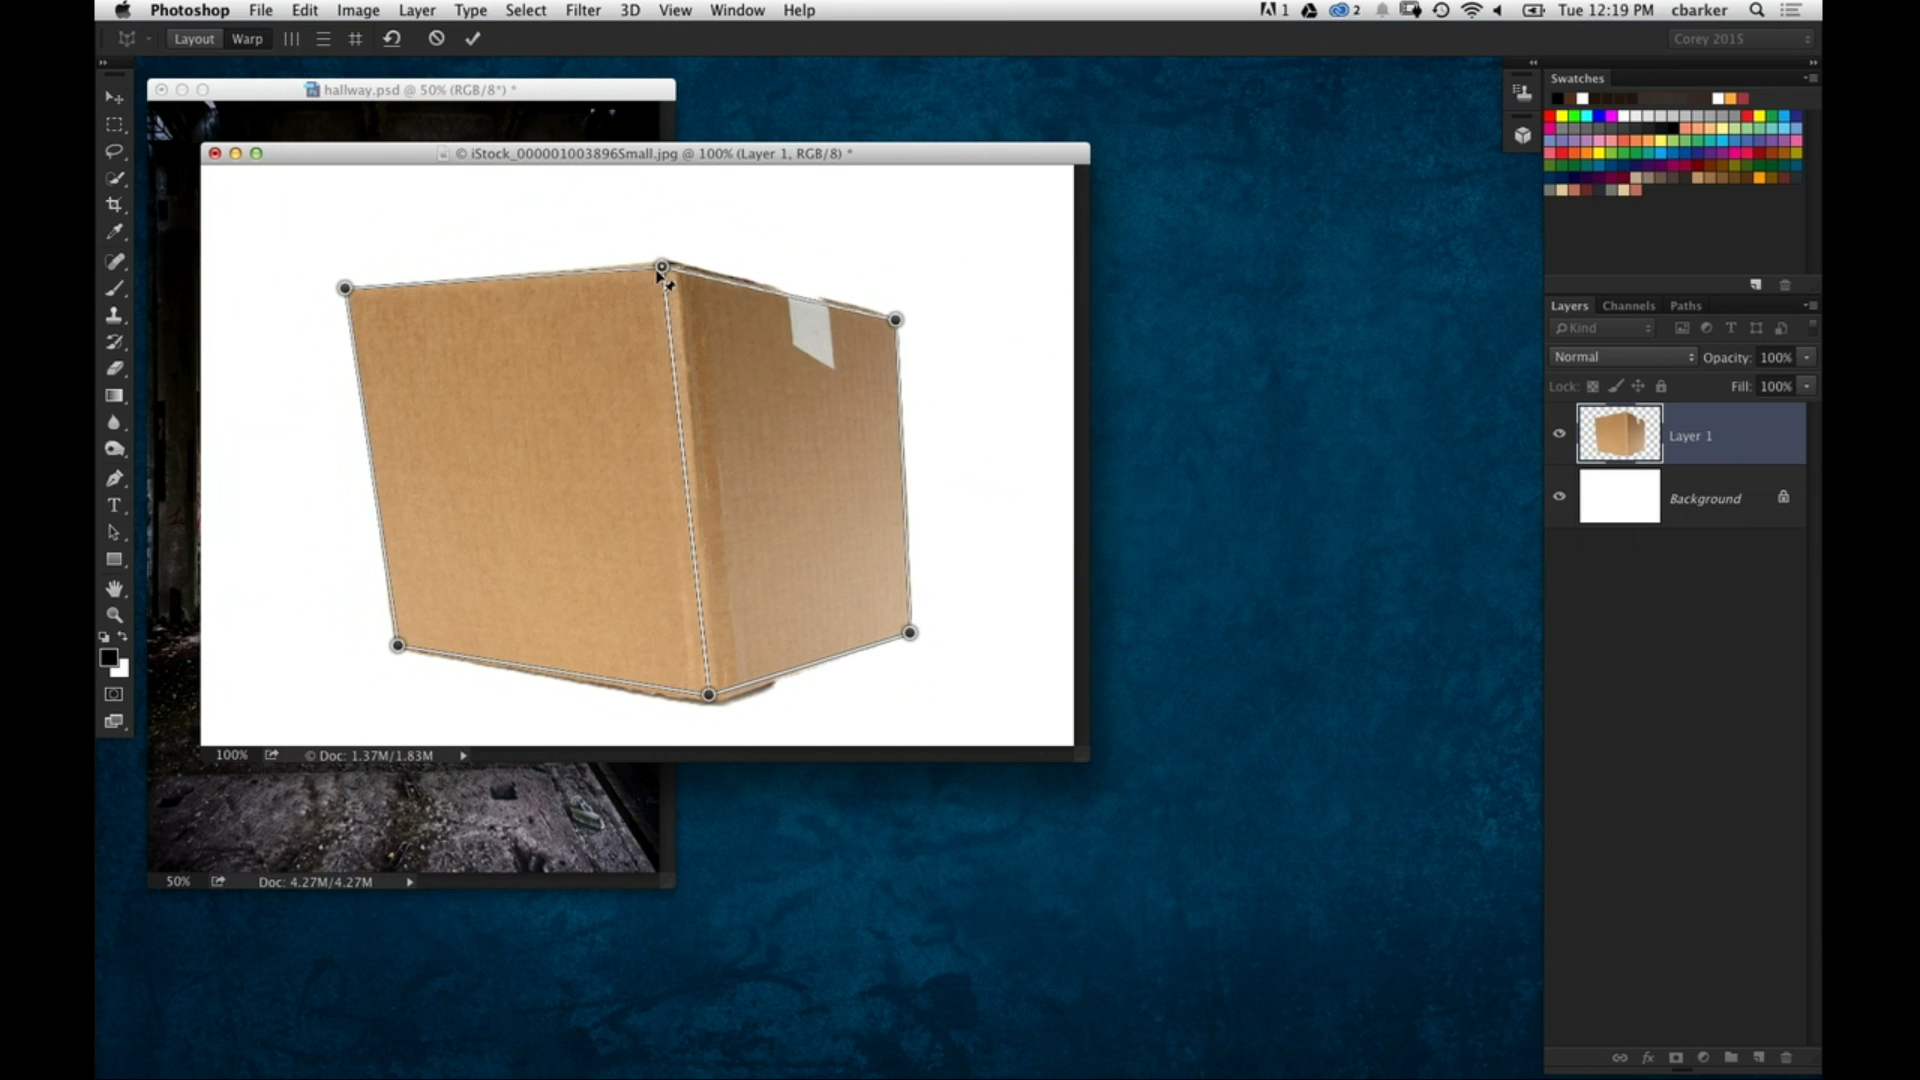 Photoshop File Edit Image Layer Type Select Filter 3D View Window Help 1 2 Tue 12:19 PM cbarker
Layout Warp Corey 2015
hallway.psd @ 50% (RGB/8*) *
© iStock_000001003896Small.jpg @ 100% (Layer 1, RGB/8) *
100% © Doc: 1.37M/1.83M
50% Doc: 4.27M/4.27M
Swatches
Layers Channels Paths
Kind
Normal Opacity: 100%
Lock: Fill: 100%
Layer 1
Background